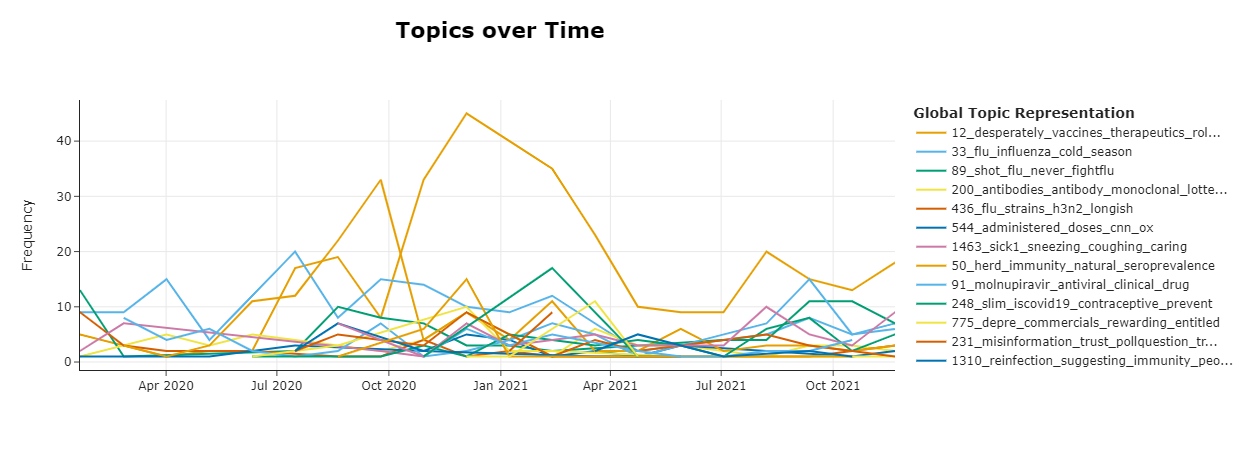 Topics over Time
Global Topic Representation
12_desperately_vaccines_therapeutics_rol...
33_flu_influenza_cold_season
89_shot_flu_never_fightflu
200_antibodies_antibody_monoclonal_lotte...
436_flu_strains_h3n2_longish
544_administered_doses_cnn_ox
1463_sick1_sneezing_coughing_caring
50_herd_immunity_natural_seroprevalence
91_molnupiravir_antiviral_clinical_drug
248_slim_iscovid19_contraceptive_prevent
775_depre_commercials_rewarding_entitled
231_misinformation_trust_pollquestion_tr...
1310_reinfection_suggesting_immunity_peo...
Frequency
40
30
20
10
0
Apr 2020
Jul 2020
Oct 2020
Jan 2021
Apr 2021
Jul 2021
Oct 2021